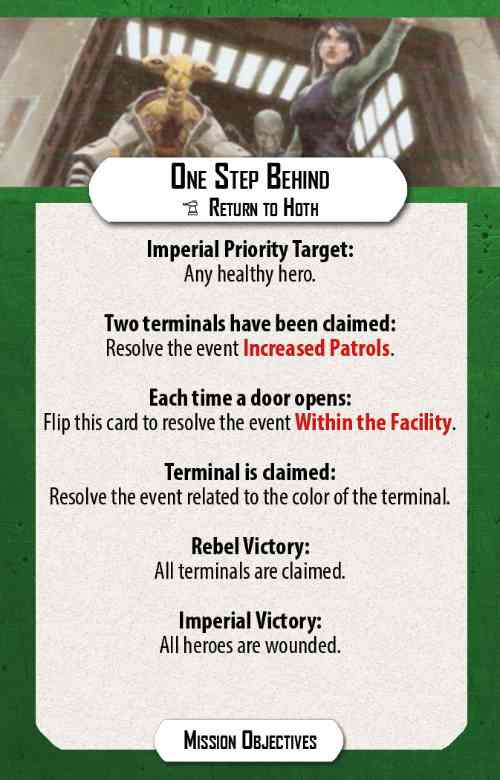 One Step Behind
Return to Hoth
Imperial Priority Target:
Any healthy hero.
Two terminals have been claimed:
Resolve the event Increased Patrols.
Each time a door opens:
Flip this card to resolve the event Within the Facility.
Terminal is claimed:
Resolve the event related to the color of the terminal.
Rebel Victory:
All terminals are claimed.
Imperial Victory:
All heroes are wounded.
Mission Objectives